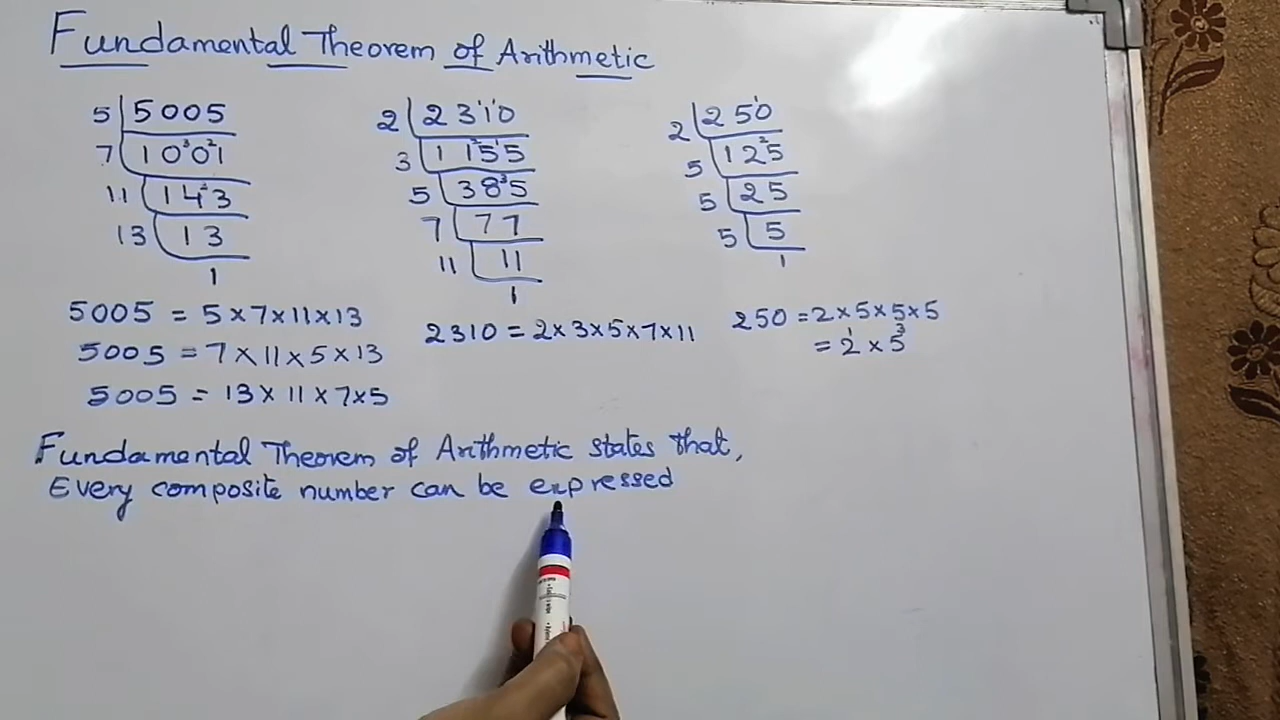 Fundamental Theorem of Arithmetic
5 5005
7 1001
11 143
13 13
1
2 2310
3 1155
5 385
7 77
11 11
1
2 250
5 125
5 25
5 5
1
5005 = 5×7×11×13
5005 = 7×11×5×13
5005 = 13×11×7×5
2310 = 2×3×5×7×11
250 = 2×5×5×5
= 2¹ × 5³
Fundamental Theorem of Arithmetic states that,
Every composite number can be expressed